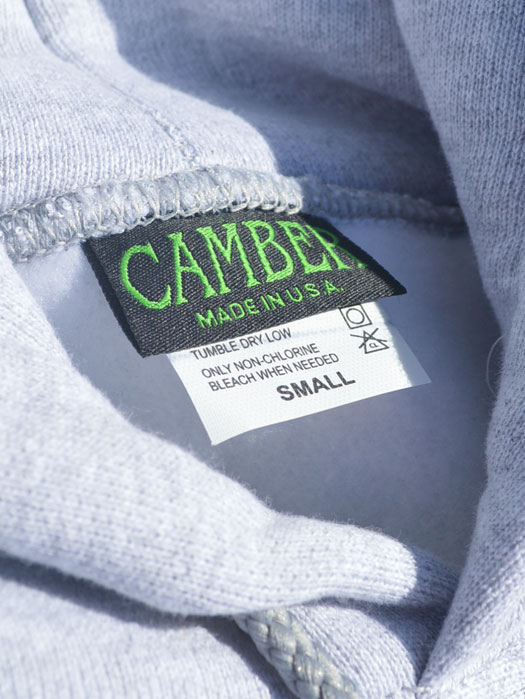 CAMBER
MADE IN U.S.A.
TUMBLE DRY LOW
ONLY NON-CHLORINE
BLEACH WHEN NEEDED
SMALL